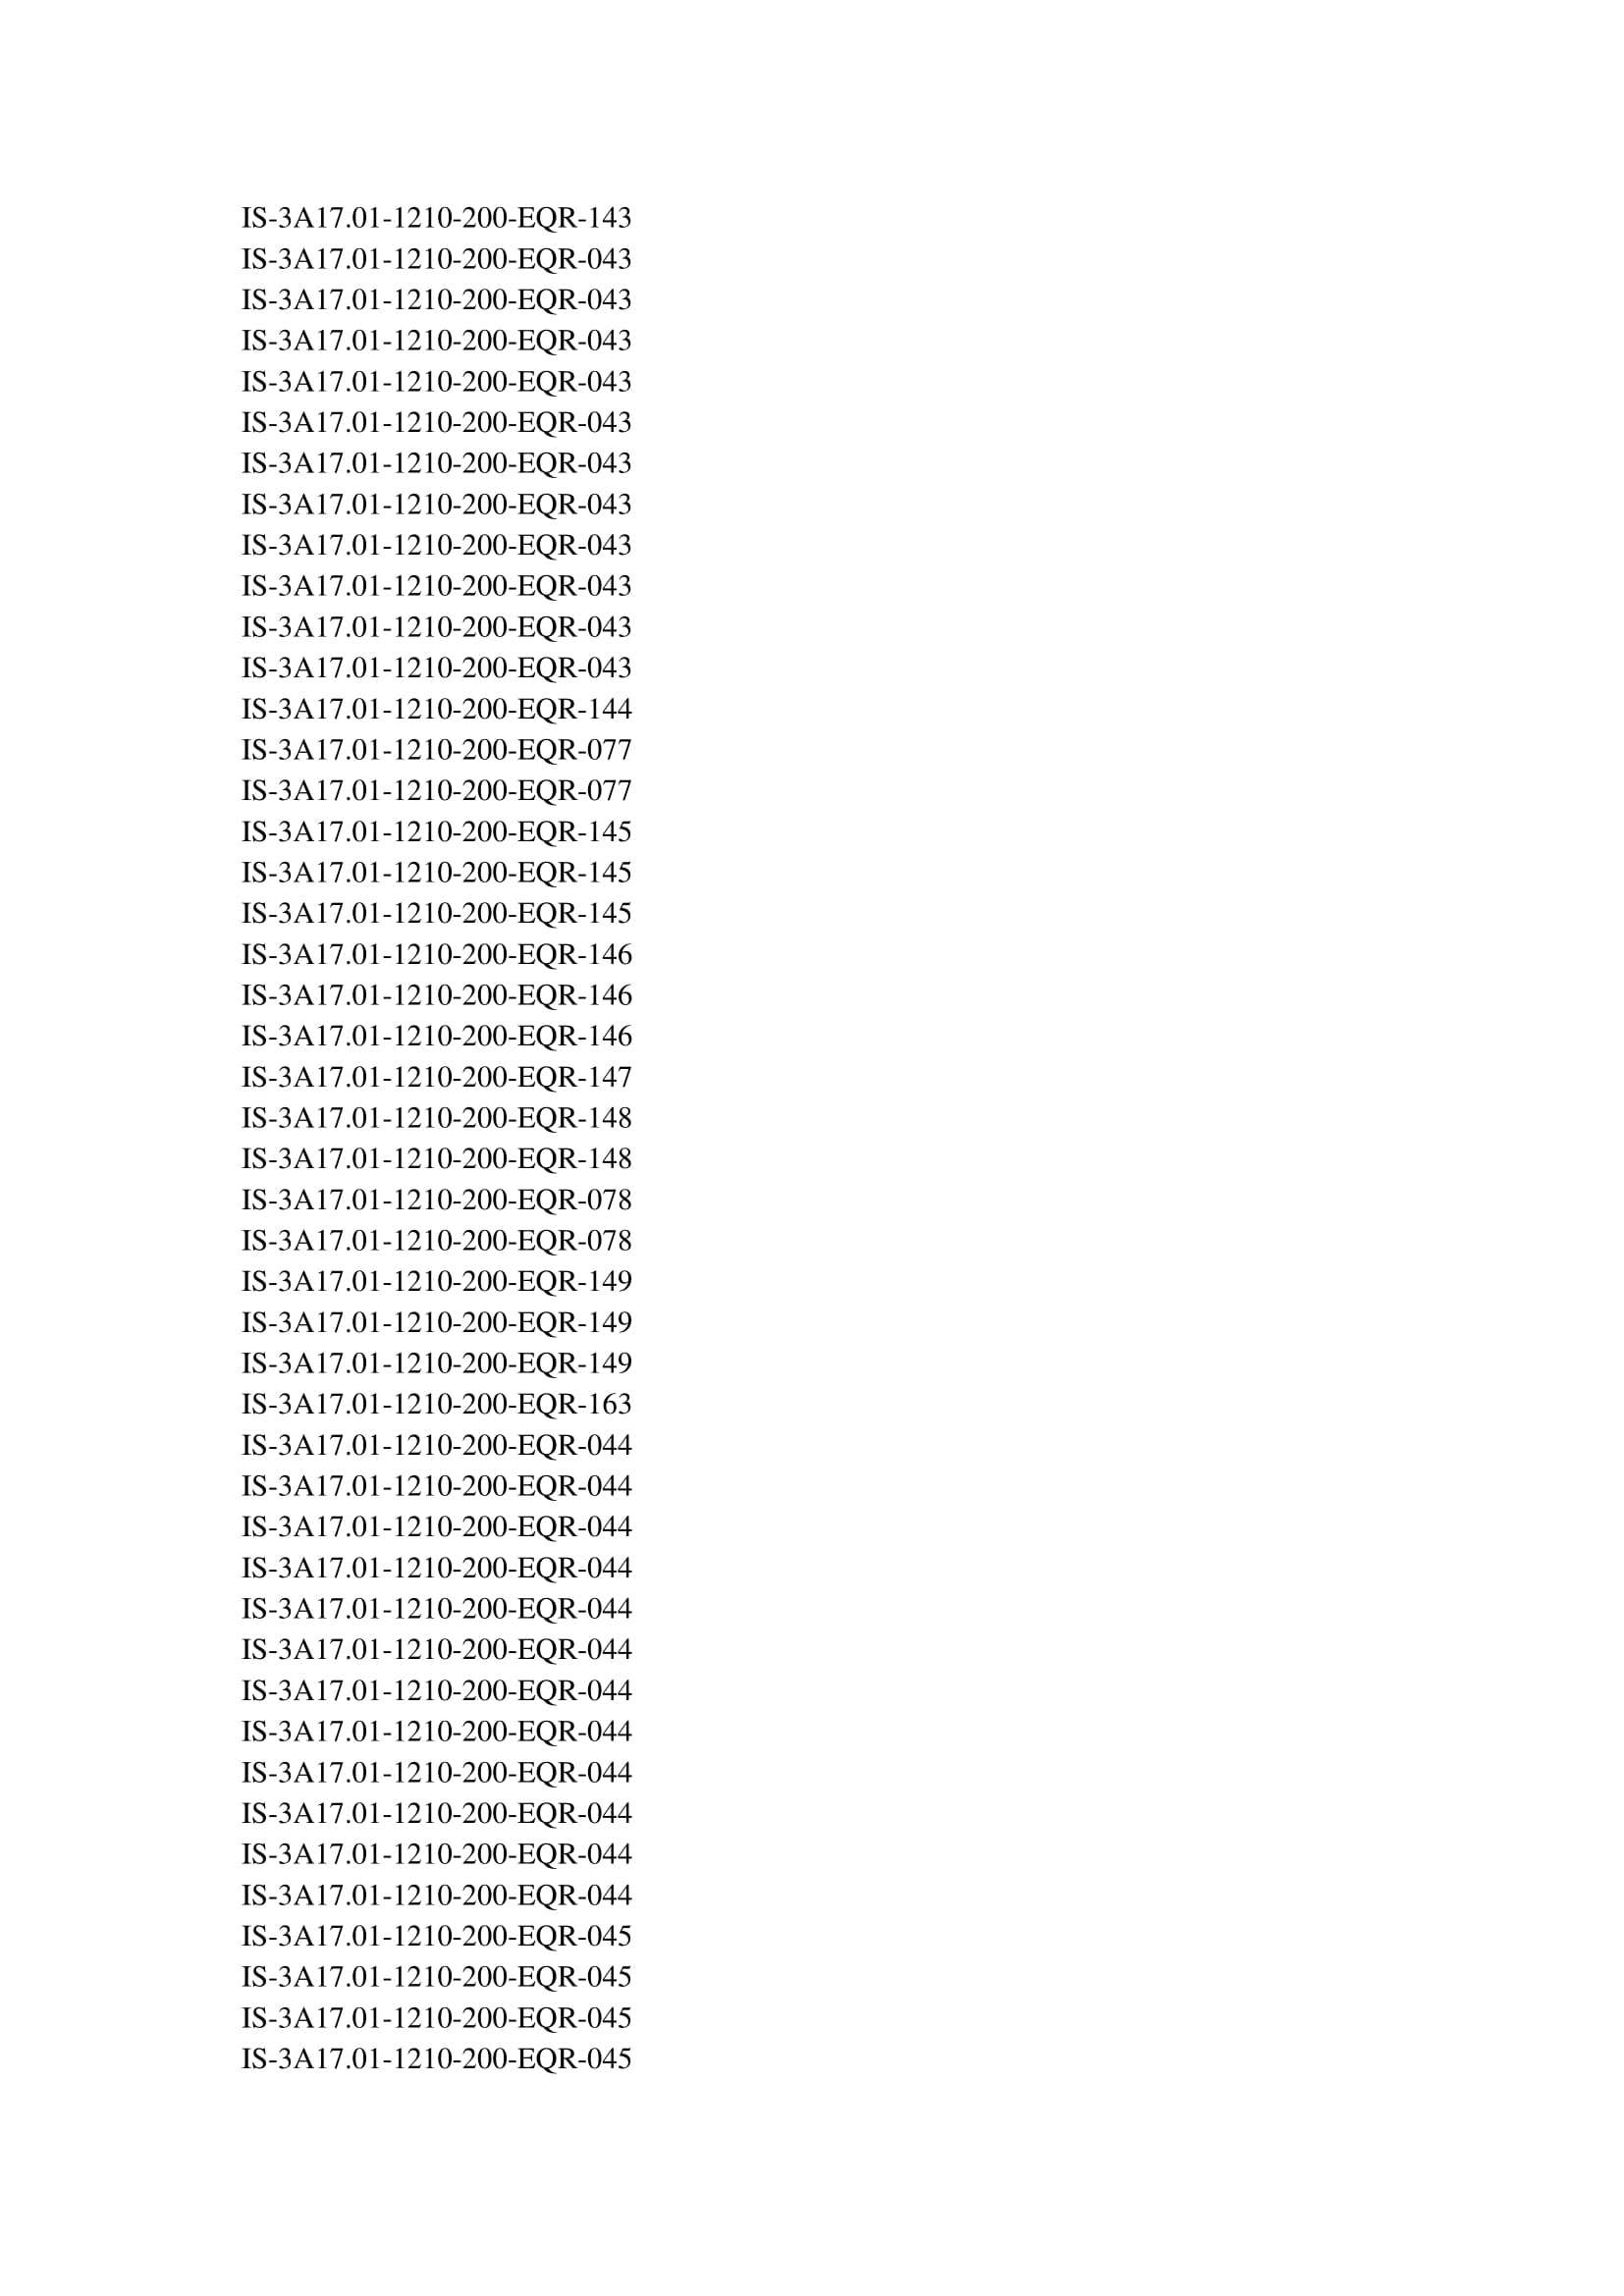 IS-3A17.01-1210-200-EQR-143
IS-3A17.01-1210-200-EQR-043
IS-3A17.01-1210-200-EQR-043
IS-3A17.01-1210-200-EQR-043
IS-3A17.01-1210-200-EQR-043
IS-3A17.01-1210-200-EQR-043
IS-3A17.01-1210-200-EQR-043
IS-3A17.01-1210-200-EQR-043
IS-3A17.01-1210-200-EQR-043
IS-3A17.01-1210-200-EQR-043
IS-3A17.01-1210-200-EQR-043
IS-3A17.01-1210-200-EQR-043
IS-3A17.01-1210-200-EQR-144
IS-3A17.01-1210-200-EQR-077
IS-3A17.01-1210-200-EQR-077
IS-3A17.01-1210-200-EQR-145
IS-3A17.01-1210-200-EQR-145
IS-3A17.01-1210-200-EQR-145
IS-3A17.01-1210-200-EQR-146
IS-3A17.01-1210-200-EQR-146
IS-3A17.01-1210-200-EQR-146
IS-3A17.01-1210-200-EQR-147
IS-3A17.01-1210-200-EQR-148
IS-3A17.01-1210-200-EQR-148
IS-3A17.01-1210-200-EQR-078
IS-3A17.01-1210-200-EQR-078
IS-3A17.01-1210-200-EQR-149
IS-3A17.01-1210-200-EQR-149
IS-3A17.01-1210-200-EQR-149
IS-3A17.01-1210-200-EQR-163
IS-3A17.01-1210-200-EQR-044
IS-3A17.01-1210-200-EQR-044
IS-3A17.01-1210-200-EQR-044
IS-3A17.01-1210-200-EQR-044
IS-3A17.01-1210-200-EQR-044
IS-3A17.01-1210-200-EQR-044
IS-3A17.01-1210-200-EQR-044
IS-3A17.01-1210-200-EQR-044
IS-3A17.01-1210-200-EQR-044
IS-3A17.01-1210-200-EQR-044
IS-3A17.01-1210-200-EQR-044
IS-3A17.01-1210-200-EQR-044
IS-3A17.01-1210-200-EQR-045
IS-3A17.01-1210-200-EQR-045
IS-3A17.01-1210-200-EQR-045
IS-3A17.01-1210-200-EQR-045